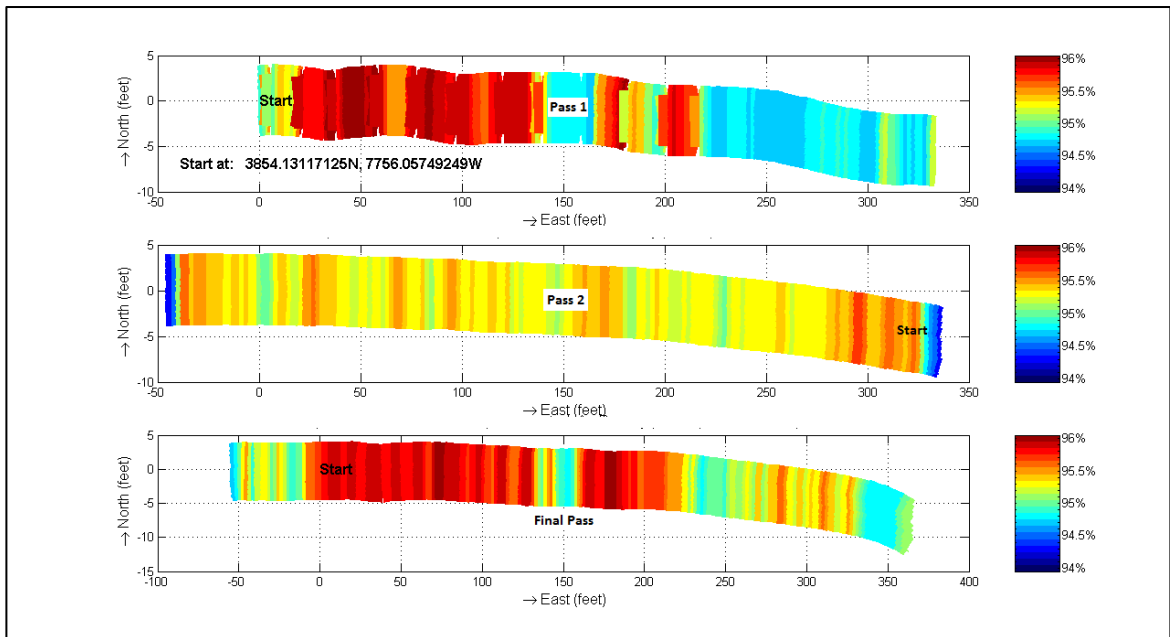 5
0
-5
-10
→ North (feet)
Start
Pass 1
Start at: 3854.13117125N, 7756.05749249W
-50 0 50 100 150 200 250 300 350
→ East (feet)
96%
95.5%
95%
94.5%
94%
5
0
-5
-10
→ North (feet)
Pass 2
Start
-50 0 50 100 150 200 250 300 350
→ East (feet)
96%
95.5%
95%
94.5%
94%
5
0
-5
-10
-15
→ North (feet)
Start
Final Pass
-100 -50 0 50 100 150 200 250 300 350 400
→ East (feet)
96%
95.5%
95%
94.5%
94%